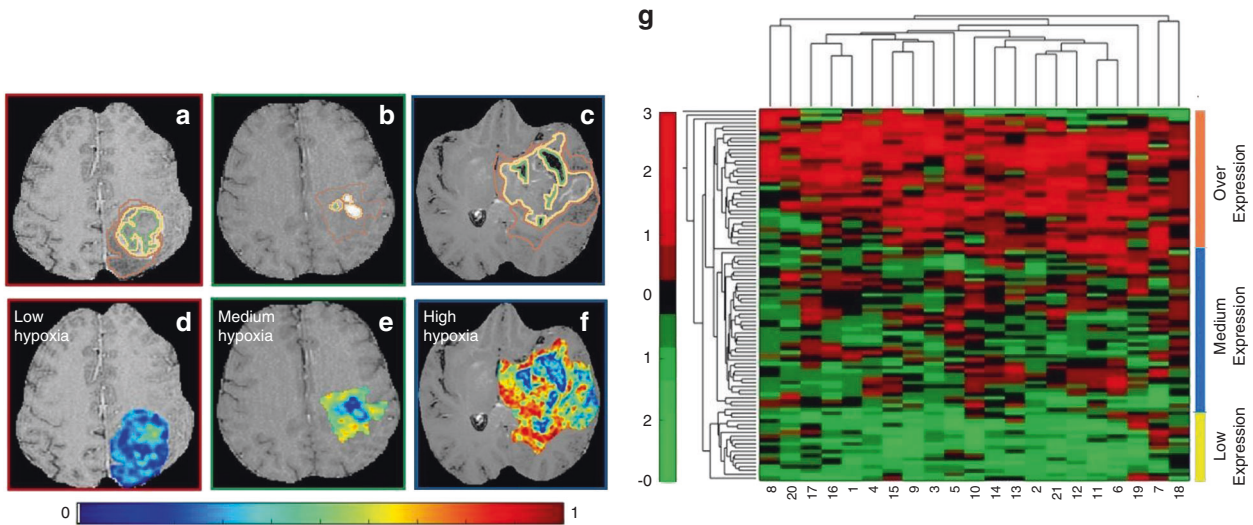 a
b
c
Low
hypoxia
d
Medium
hypoxia
e
High
hypoxia
f
0
1
g
3
2
1
0
1
2
-0
Over
Expression
Medium
Expression
Low
Expression
8 20 17 16 1 4 15 9 3 5 10 14 13 2 21 12 11 6 19 7 18